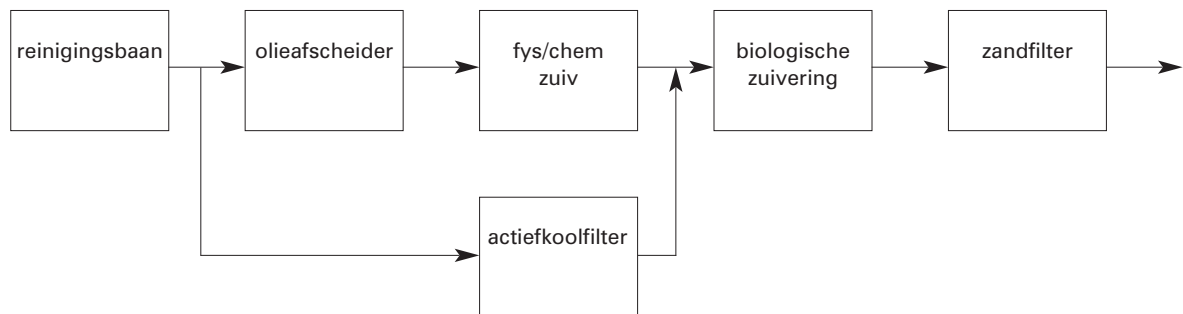 reinigingsbaan
olieafscheider
fys/chem
zuiv
biologische
zuivering
zandfilter
actiefkoolfilter